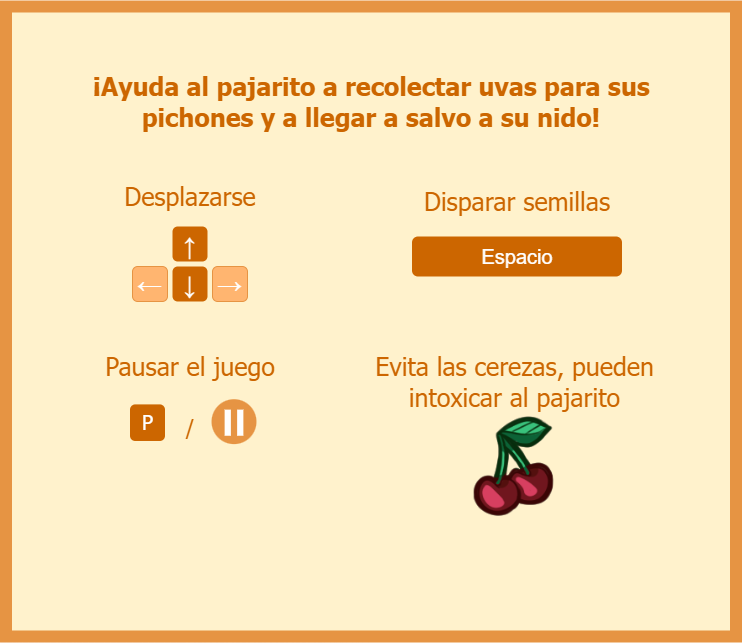 ¡Ayuda al pajarito a recolectar uvas para sus
pichones y a llegar a salvo a su nido!
Desplazarse
↑
← ↓ →
Disparar semillas
Espacio
Pausar el juego
P /
Evita las cerezas, pueden
intoxicar al pajarito